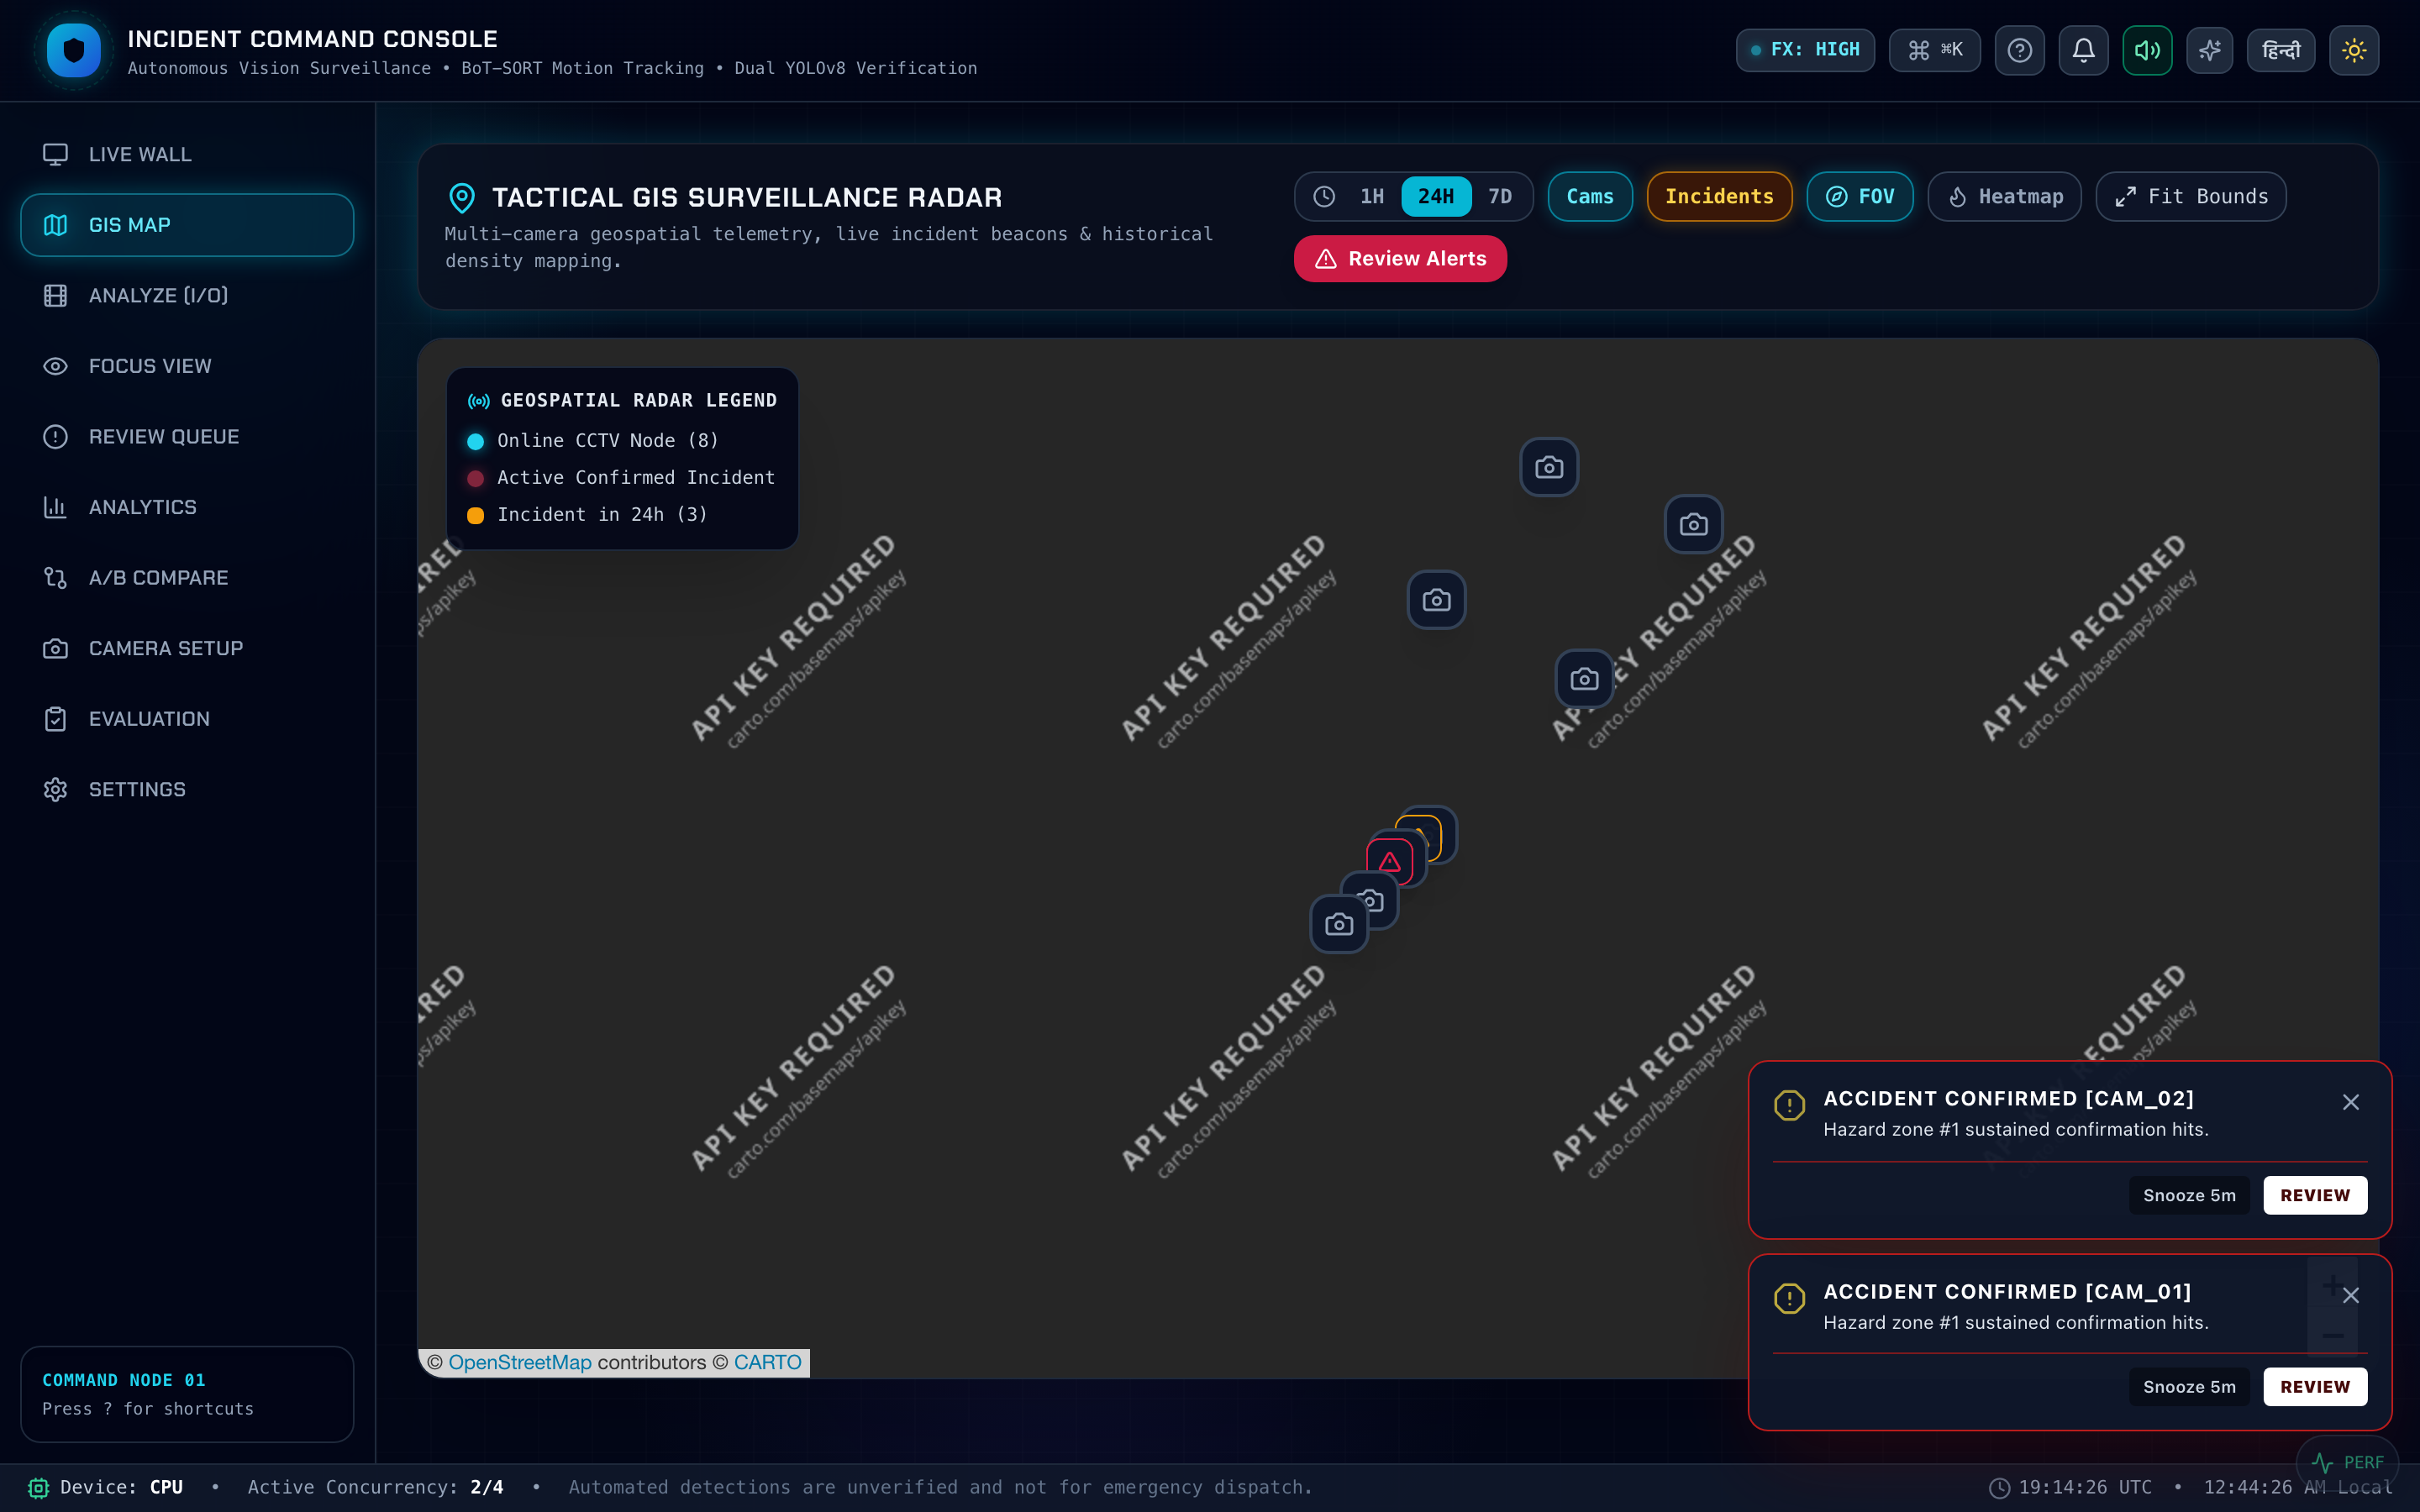 INCIDENT COMMAND CONSOLE
Autonomous Vision Surveillance • BoT-SORT Motion Tracking • Dual YOLOv8 Verification
FX: HIGH
⌘K
हिन्दी
LIVE WALL
GIS MAP
ANALYZE (I/O)
FOCUS VIEW
REVIEW QUEUE
ANALYTICS
A/B COMPARE
CAMERA SETUP
EVALUATION
SETTINGS
COMMAND NODE 01
Press ? for shortcuts
TACTICAL GIS SURVEILLANCE RADAR
Multi-camera geospatial telemetry, live incident beacons & historical
density mapping.
1H 24H 7D
Cams
Incidents
FOV
Heatmap
Fit Bounds
Review Alerts
GEOSPATIAL RADAR LEGEND
Online CCTV Node (8)
Active Confirmed Incident
Incident in 24h (3)
RED
ps/apikey
API KEY REQUIRED
carto.com/basemaps/apikey
API KEY REQUIRED
carto.com/basemaps/apikey
API KEY REQUIRED
carto.com/basemaps/apikey
API KEY REQUIRED
carto.com/basemaps/apikey
IRED
ps/apikey
API KEY REQUIRED
carto.com/basemaps/apikey
API KEY REQUIRED
carto.com/basemaps/apikey
API KEY REQUIRED
carto.com/basemaps/apikey
REQUIRED
ps/apikey
ACCIDENT CONFIRMED [CAM_02]
Hazard zone #1 sustained confirmation hits.
Snooze 5m
REVIEW
ACCIDENT CONFIRMED [CAM_01]
Hazard zone #1 sustained confirmation hits.
Snooze 5m
REVIEW
© OpenStreetMap contributors © CARTO
PERF
Device: CPU • Active Concurrency: 2/4 • Automated detections are unverified and not for emergency dispatch.
19:14:26 UTC • 12:44:26 AM Local